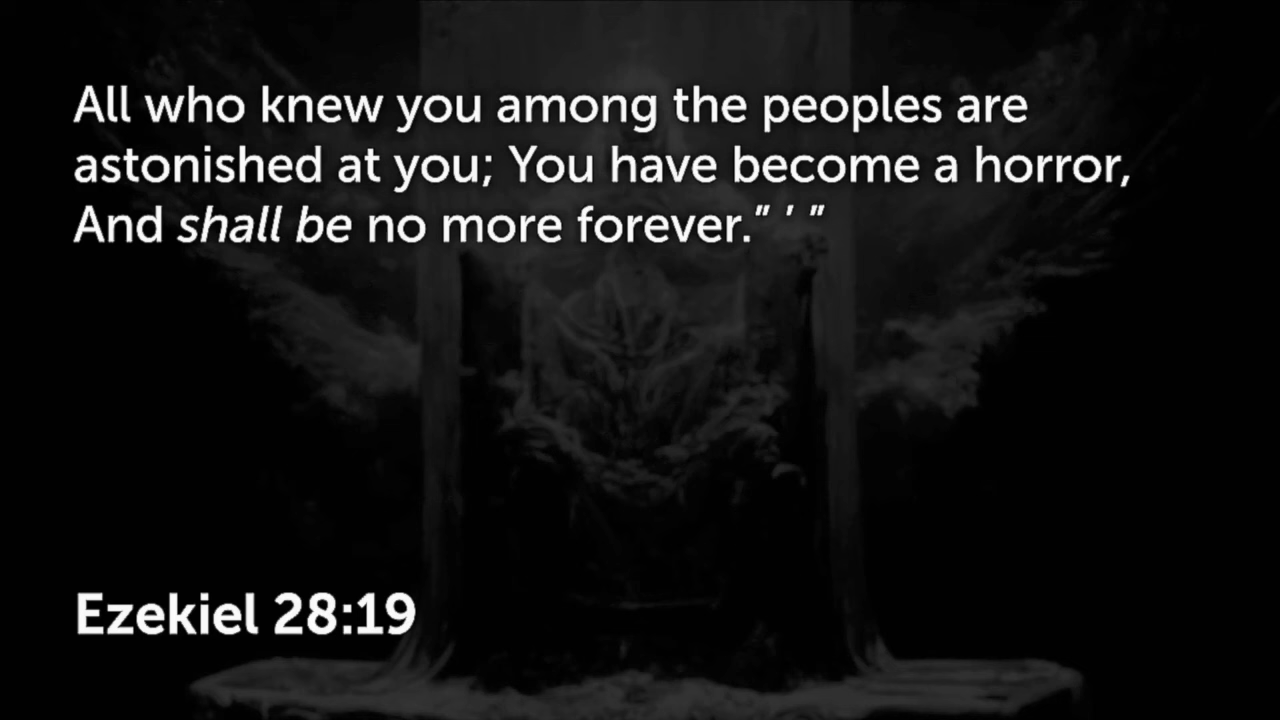 All who knew you among the peoples are
astonished at you; You have become a horror,
And shall be no more forever.” ’ ”
Ezekiel 28:19